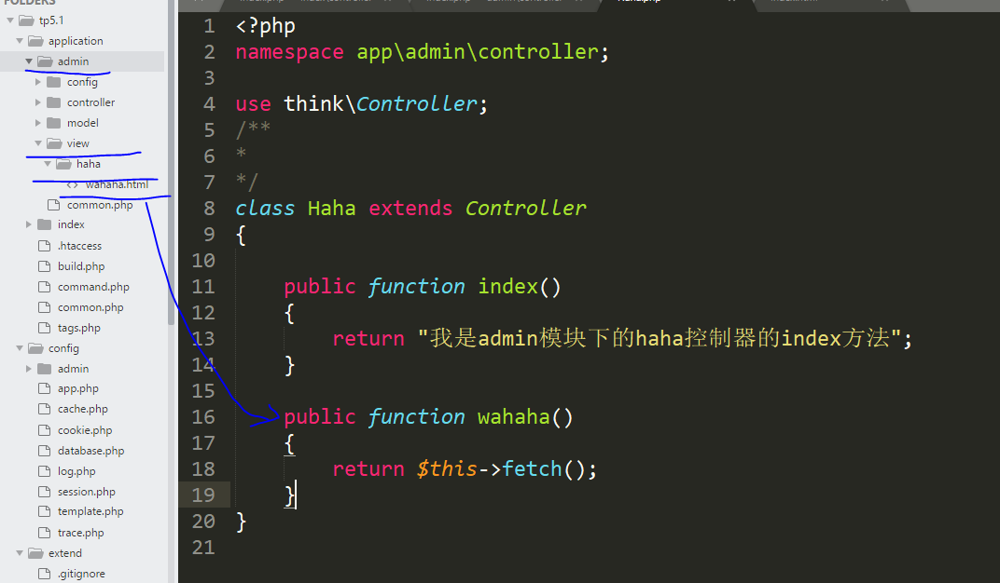 FOLDERS
tp5.1
application
admin
config
controller
model
view
haha
wahaha.html
common.php
index
.htaccess
build.php
command.php
common.php
tags.php
config
admin
app.php
cache.php
cookie.php
database.php
log.php
session.php
template.php
trace.php
extend
.gitignore
1 <?php
2 namespace app\admin\controller;
3
4 use think\Controller;
5 /**
6 *
7 */
8 class Haha extends Controller
9 {
10
11 public function index()
12 {
13 return "我是admin模块下的haha控制器的index方法";
14 }
15
16 public function wahaha()
17 {
18 return $this->fetch();
19 }
20 }
21